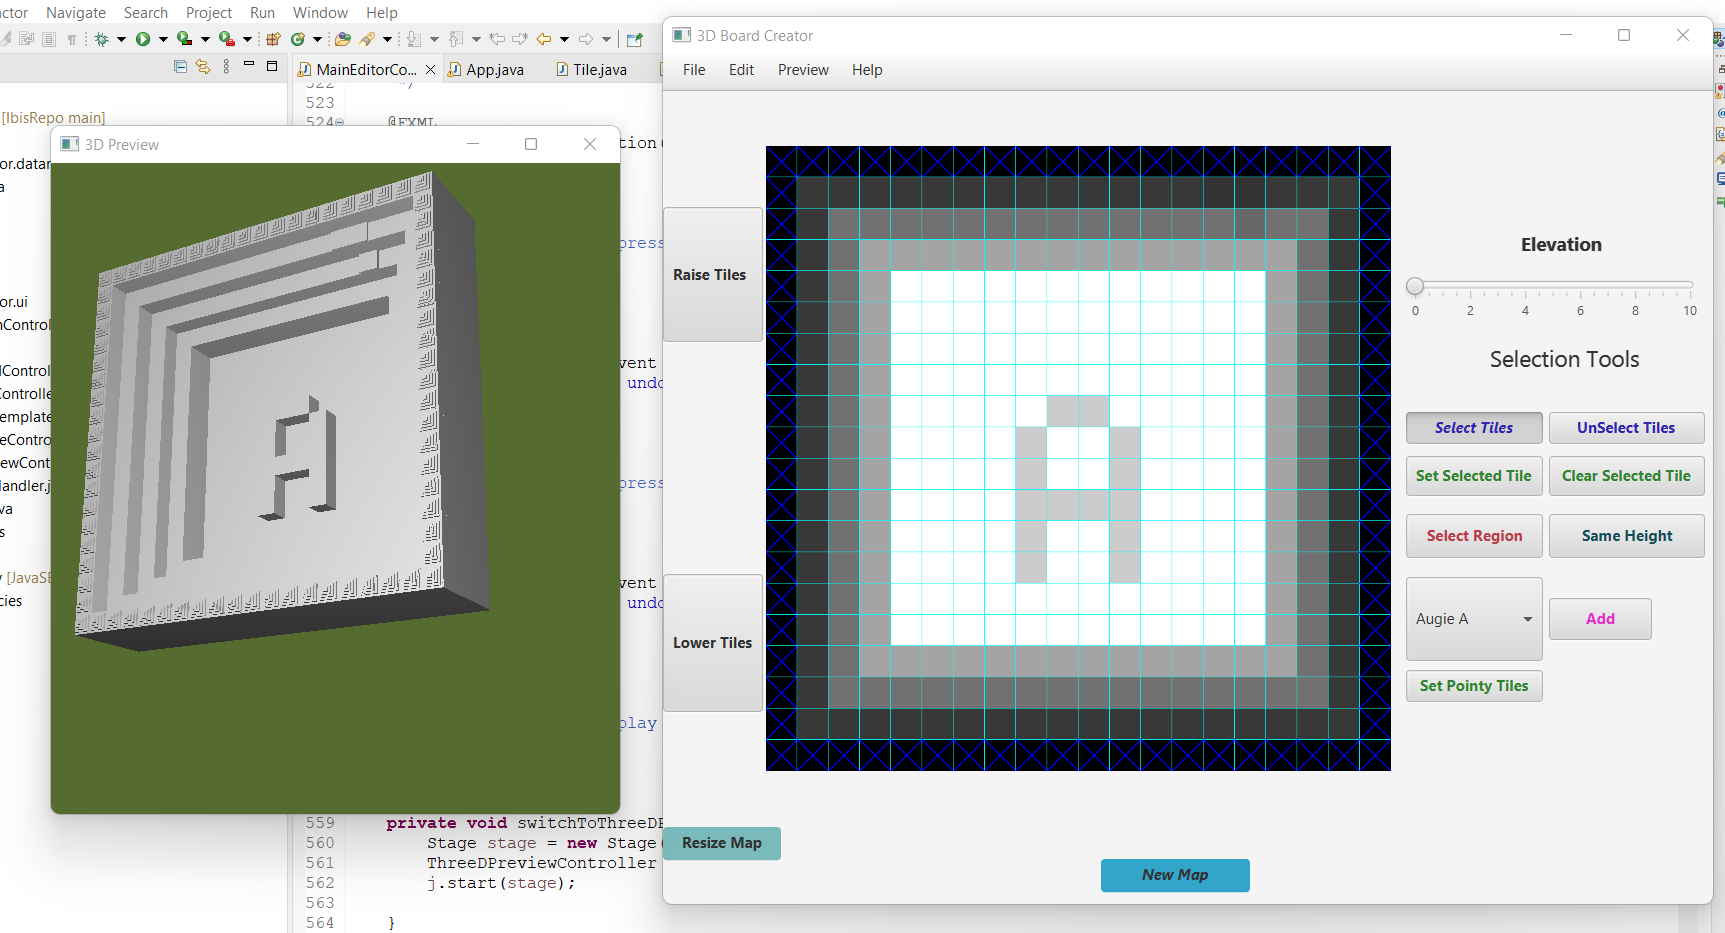 ctor Navigate Search Project Run Window Help
MainEditorCo... App.java Tile.java
[IbisRepo main]
or.datar
a
or.ui
nControl
lControl
Controlle
emplate
eContro
ewCont
Handler.j
va
s
y [JavaSE
cies
3D Preview
522 */
523
524 @FXML
tion(
press
vent
undo
press
vent
undo
play
559 private void switchToThreeDP
560 Stage stage = new Stage(
561 ThreeDPreviewController
562 j.start(stage);
563
564 }
3D Board Creator
File Edit Preview Help
Raise Tiles
Lower Tiles
Resize Map
New Map
Elevation
0 2 4 6 8 10
Selection Tools
Select Tiles UnSelect Tiles
Set Selected Tile Clear Selected Tile
Select Region Same Height
Augie A Add
Set Pointy Tiles